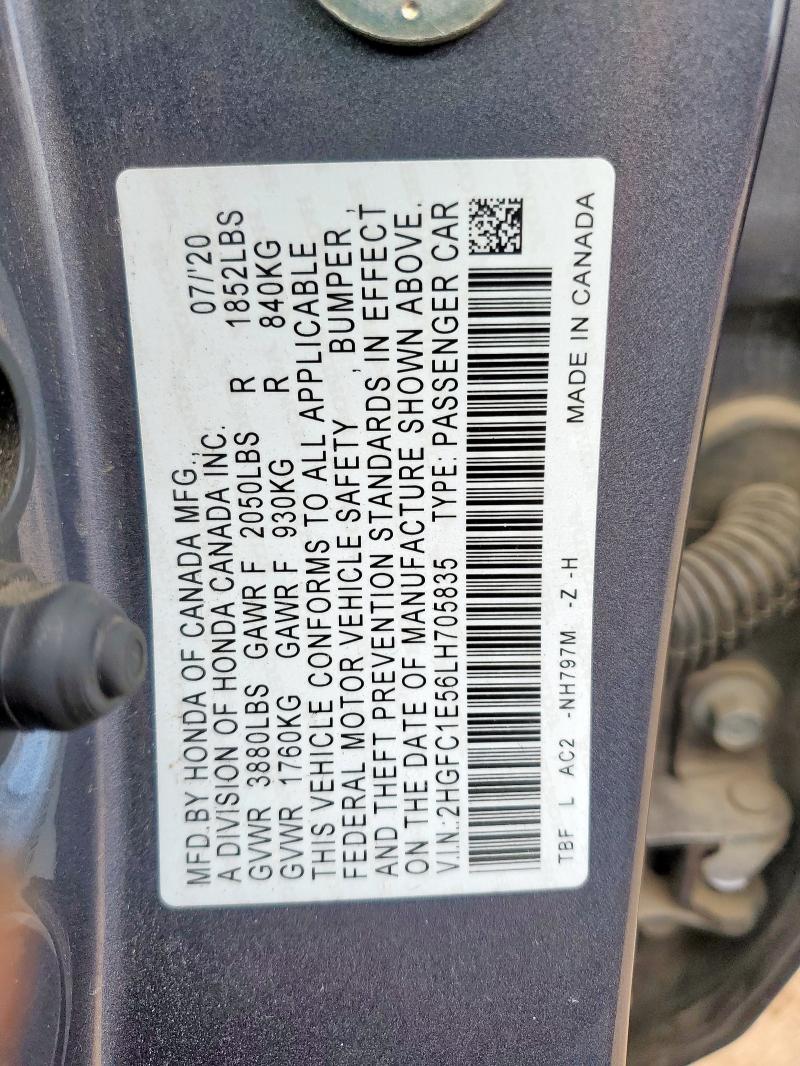 MFD.BY HONDA OF CANADA MFG., 07/'20
A DIVISION OF HONDA CANADA INC.
GVWR 3880LBS GAWR F 2050LBS R 1852LBS
GVWR 1760KG GAWR F 930KG R 840KG
THIS VEHICLE CONFORMS TO ALL APPLICABLE
FEDERAL MOTOR VEHICLE SAFETY , BUMPER,
AND THEFT PREVENTION STANDARDS IN EFFECT
ON THE DATE OF MANUFACTURE SHOWN ABOVE.
V.I.N.:2HGFC1E56LH705835 TYPE: PASSENGER CAR
TBF L AC2 -NH797M -Z -H MADE IN CANADA